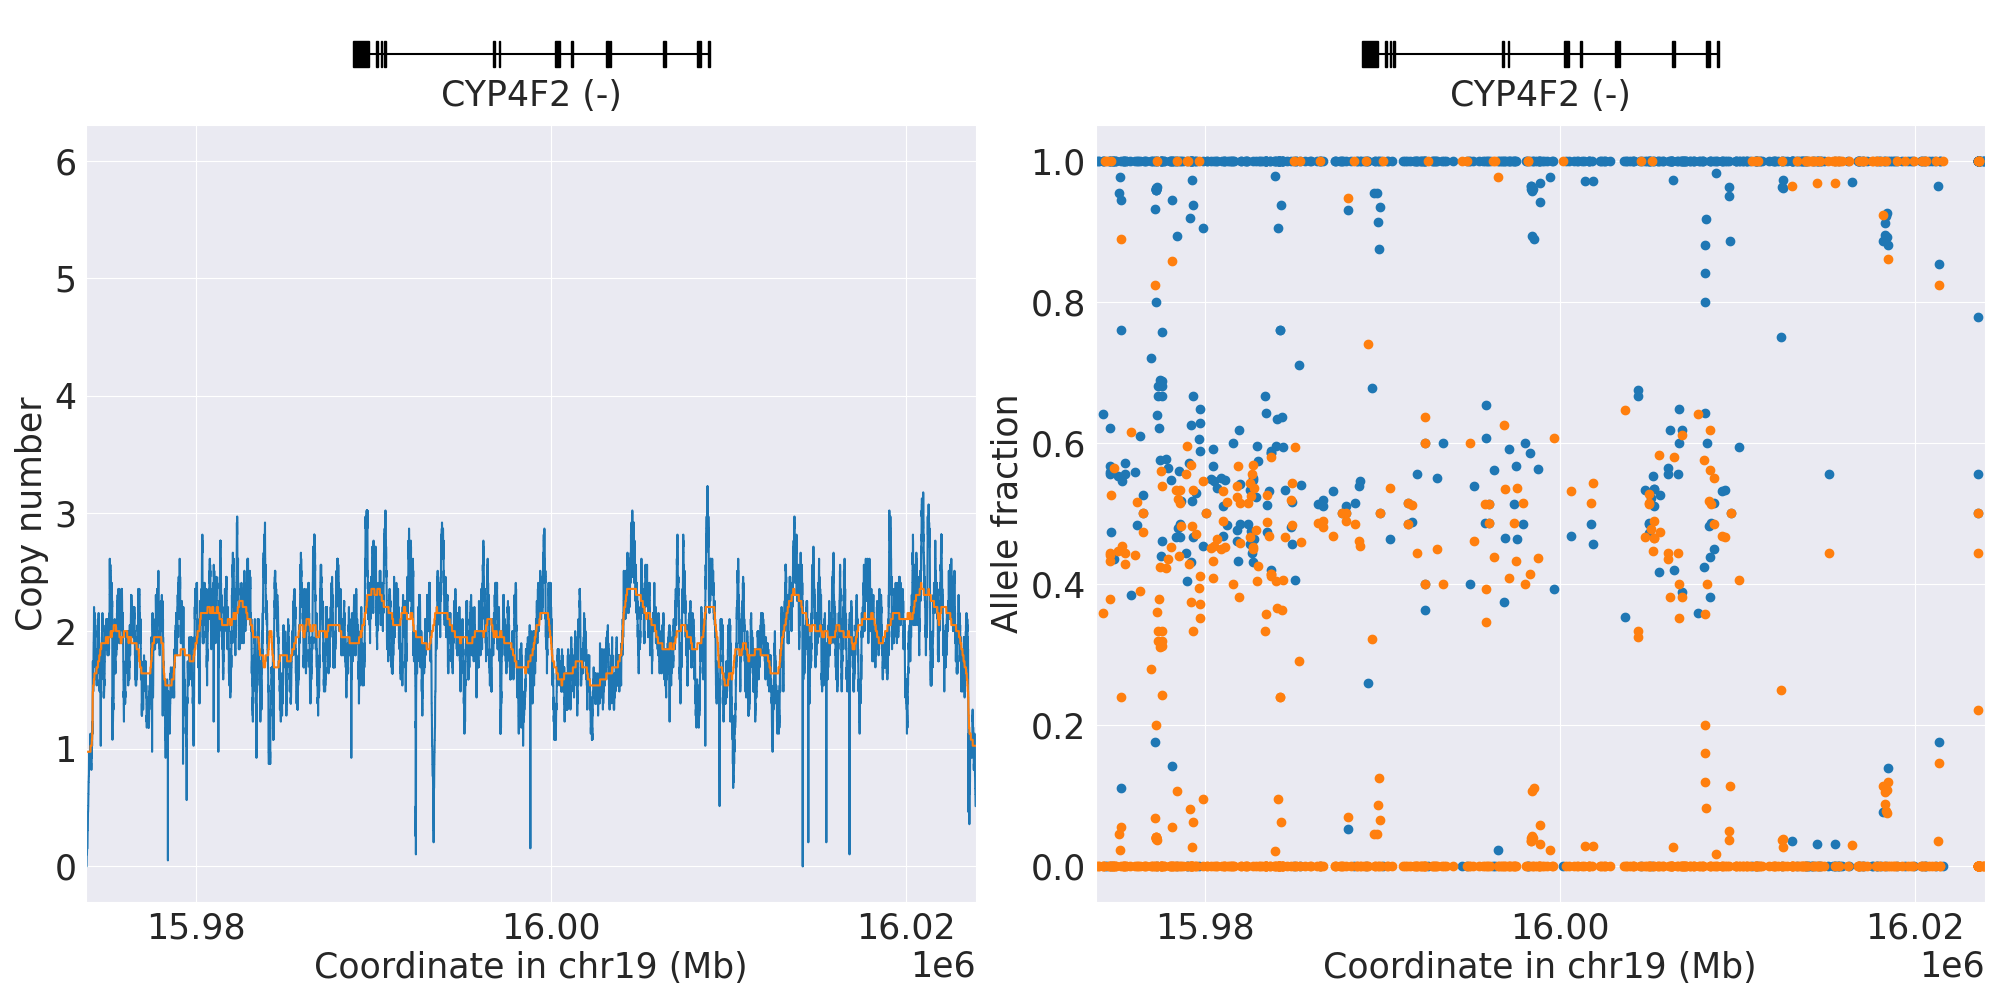 CYP4F2 (-)
Copy number
6
5
4
3
2
1
0
15.98
16.00
16.02
Coordinate in chr19 (Mb)
1e6
CYP4F2 (-)
Allele fraction
1.0
0.8
0.6
0.4
0.2
0.0
15.98
16.00
16.02
Coordinate in chr19 (Mb)
1e6